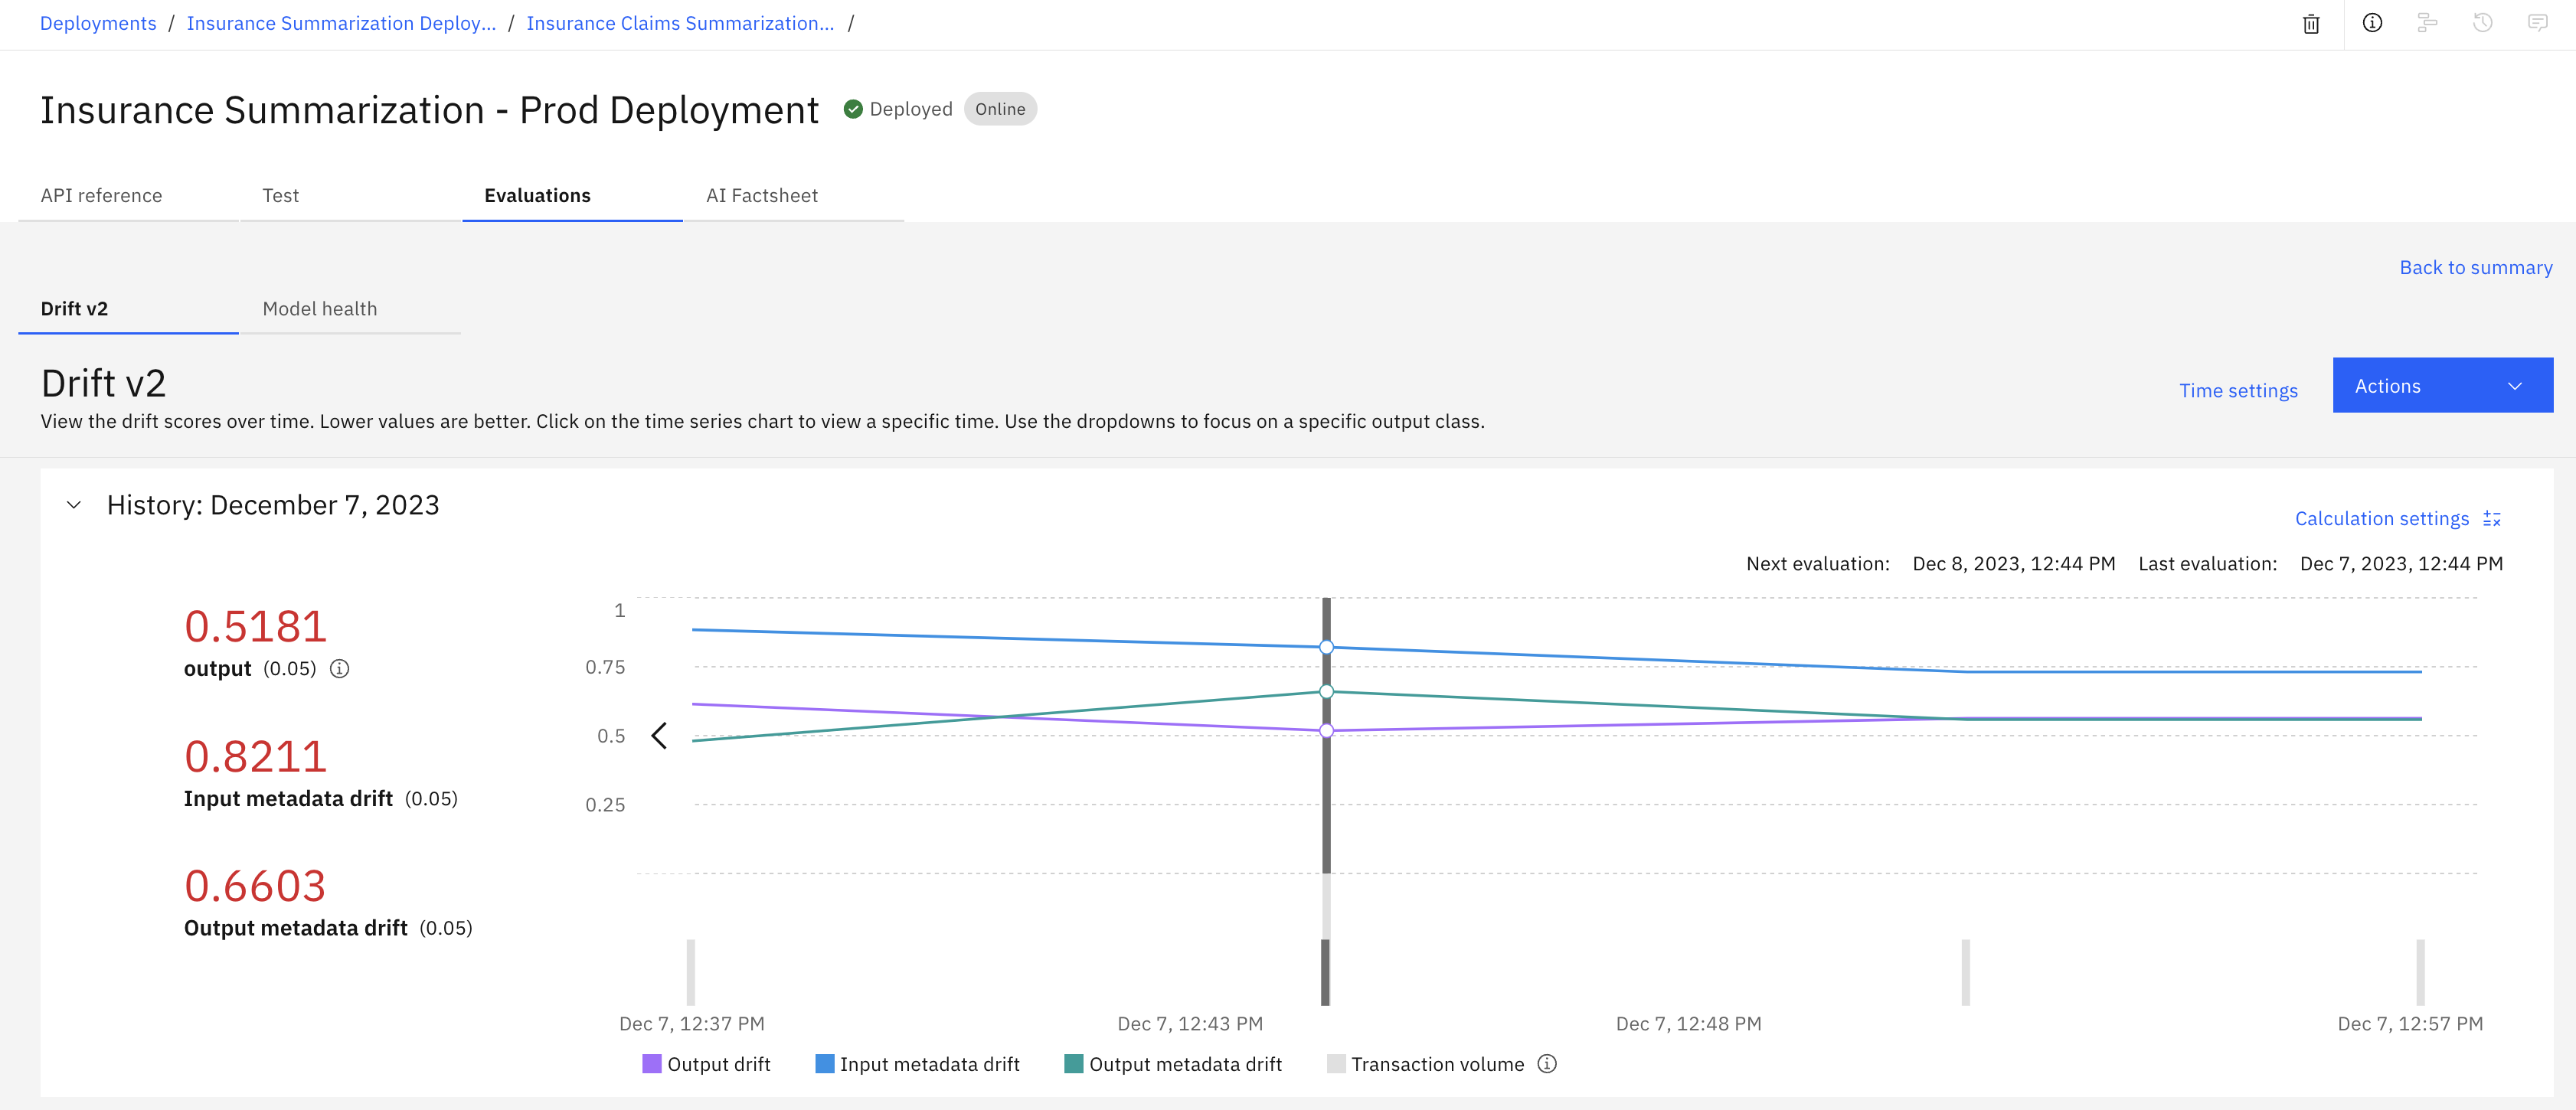 Deployments / Insurance Summarization Deploy... / Insurance Claims Summarization... /
Insurance Summarization - Prod Deployment Deployed Online
API reference Test Evaluations AI Factsheet
Back to summary
Drift v2 Model health
Drift v2
Time settings Actions
View the drift scores over time. Lower values are better. Click on the time series chart to view a specific time. Use the dropdowns to focus on a specific output class.
History: December 7, 2023
Calculation settings
Next evaluation: Dec 8, 2023, 12:44 PM Last evaluation: Dec 7, 2023, 12:44 PM
0.5181
output (0.05)
0.8211
Input metadata drift (0.05)
0.6603
Output metadata drift (0.05)
1
0.75
0.5
0.25
Dec 7, 12:37 PM Dec 7, 12:43 PM Dec 7, 12:48 PM Dec 7, 12:57 PM
Output drift Input metadata drift Output metadata drift Transaction volume